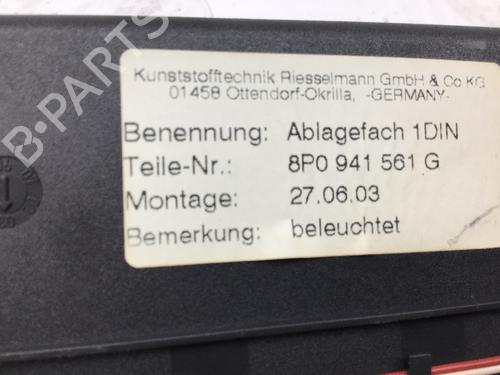 Kunststofftechnik Riesselmann GmbH & Co KG
01458 Ottendorf-Okrilla, -GERMANY-
Benennung: Ablagefach 1DIN
Teile-Nr.: 8P0 941 561 G
Montage: 27.06.03
Bemerkung: beleuchtet
B-PARTS